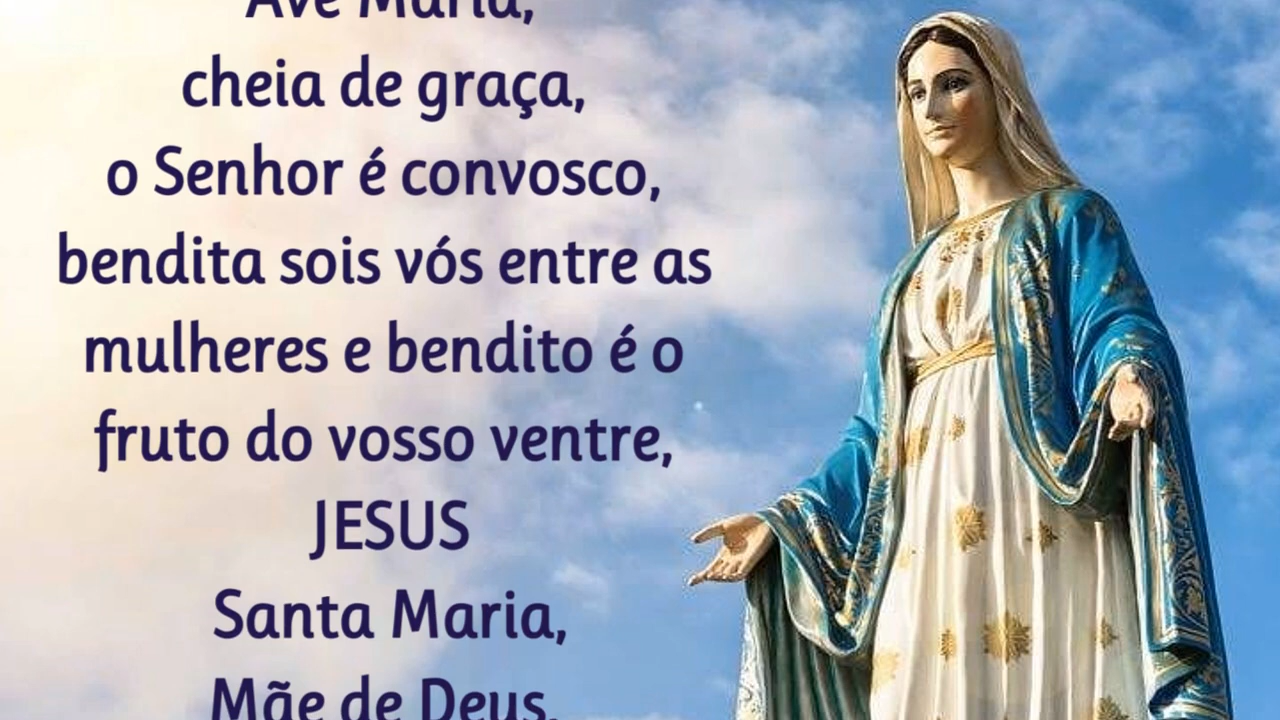 Ave Maria,
cheia de graça,
o Senhor é convosco,
bendita sois vós entre as
mulheres e bendito é o
fruto do vosso ventre,
JESUS
Santa Maria,
Mãe de Deus,